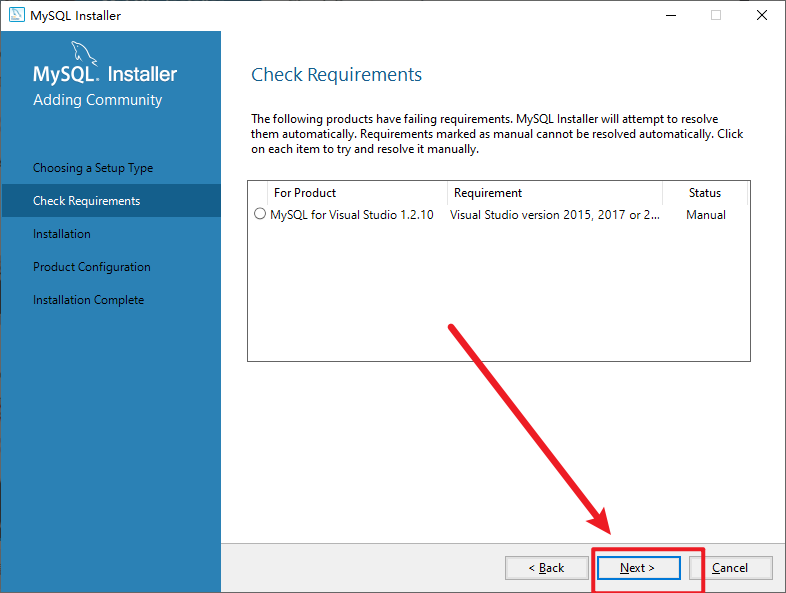 MySQL Installer
MySQL. Installer
Adding Community
Choosing a Setup Type
Check Requirements
Installation
Product Configuration
Installation Complete
Check Requirements
The following products have failing requirements. MySQL Installer will attempt to resolve
them automatically. Requirements marked as manual cannot be resolved automatically. Click
on each item to try and resolve it manually.
For Product Requirement Status
MySQL for Visual Studio 1.2.10 Visual Studio version 2015, 2017 or 2... Manual
< Back Next > Cancel